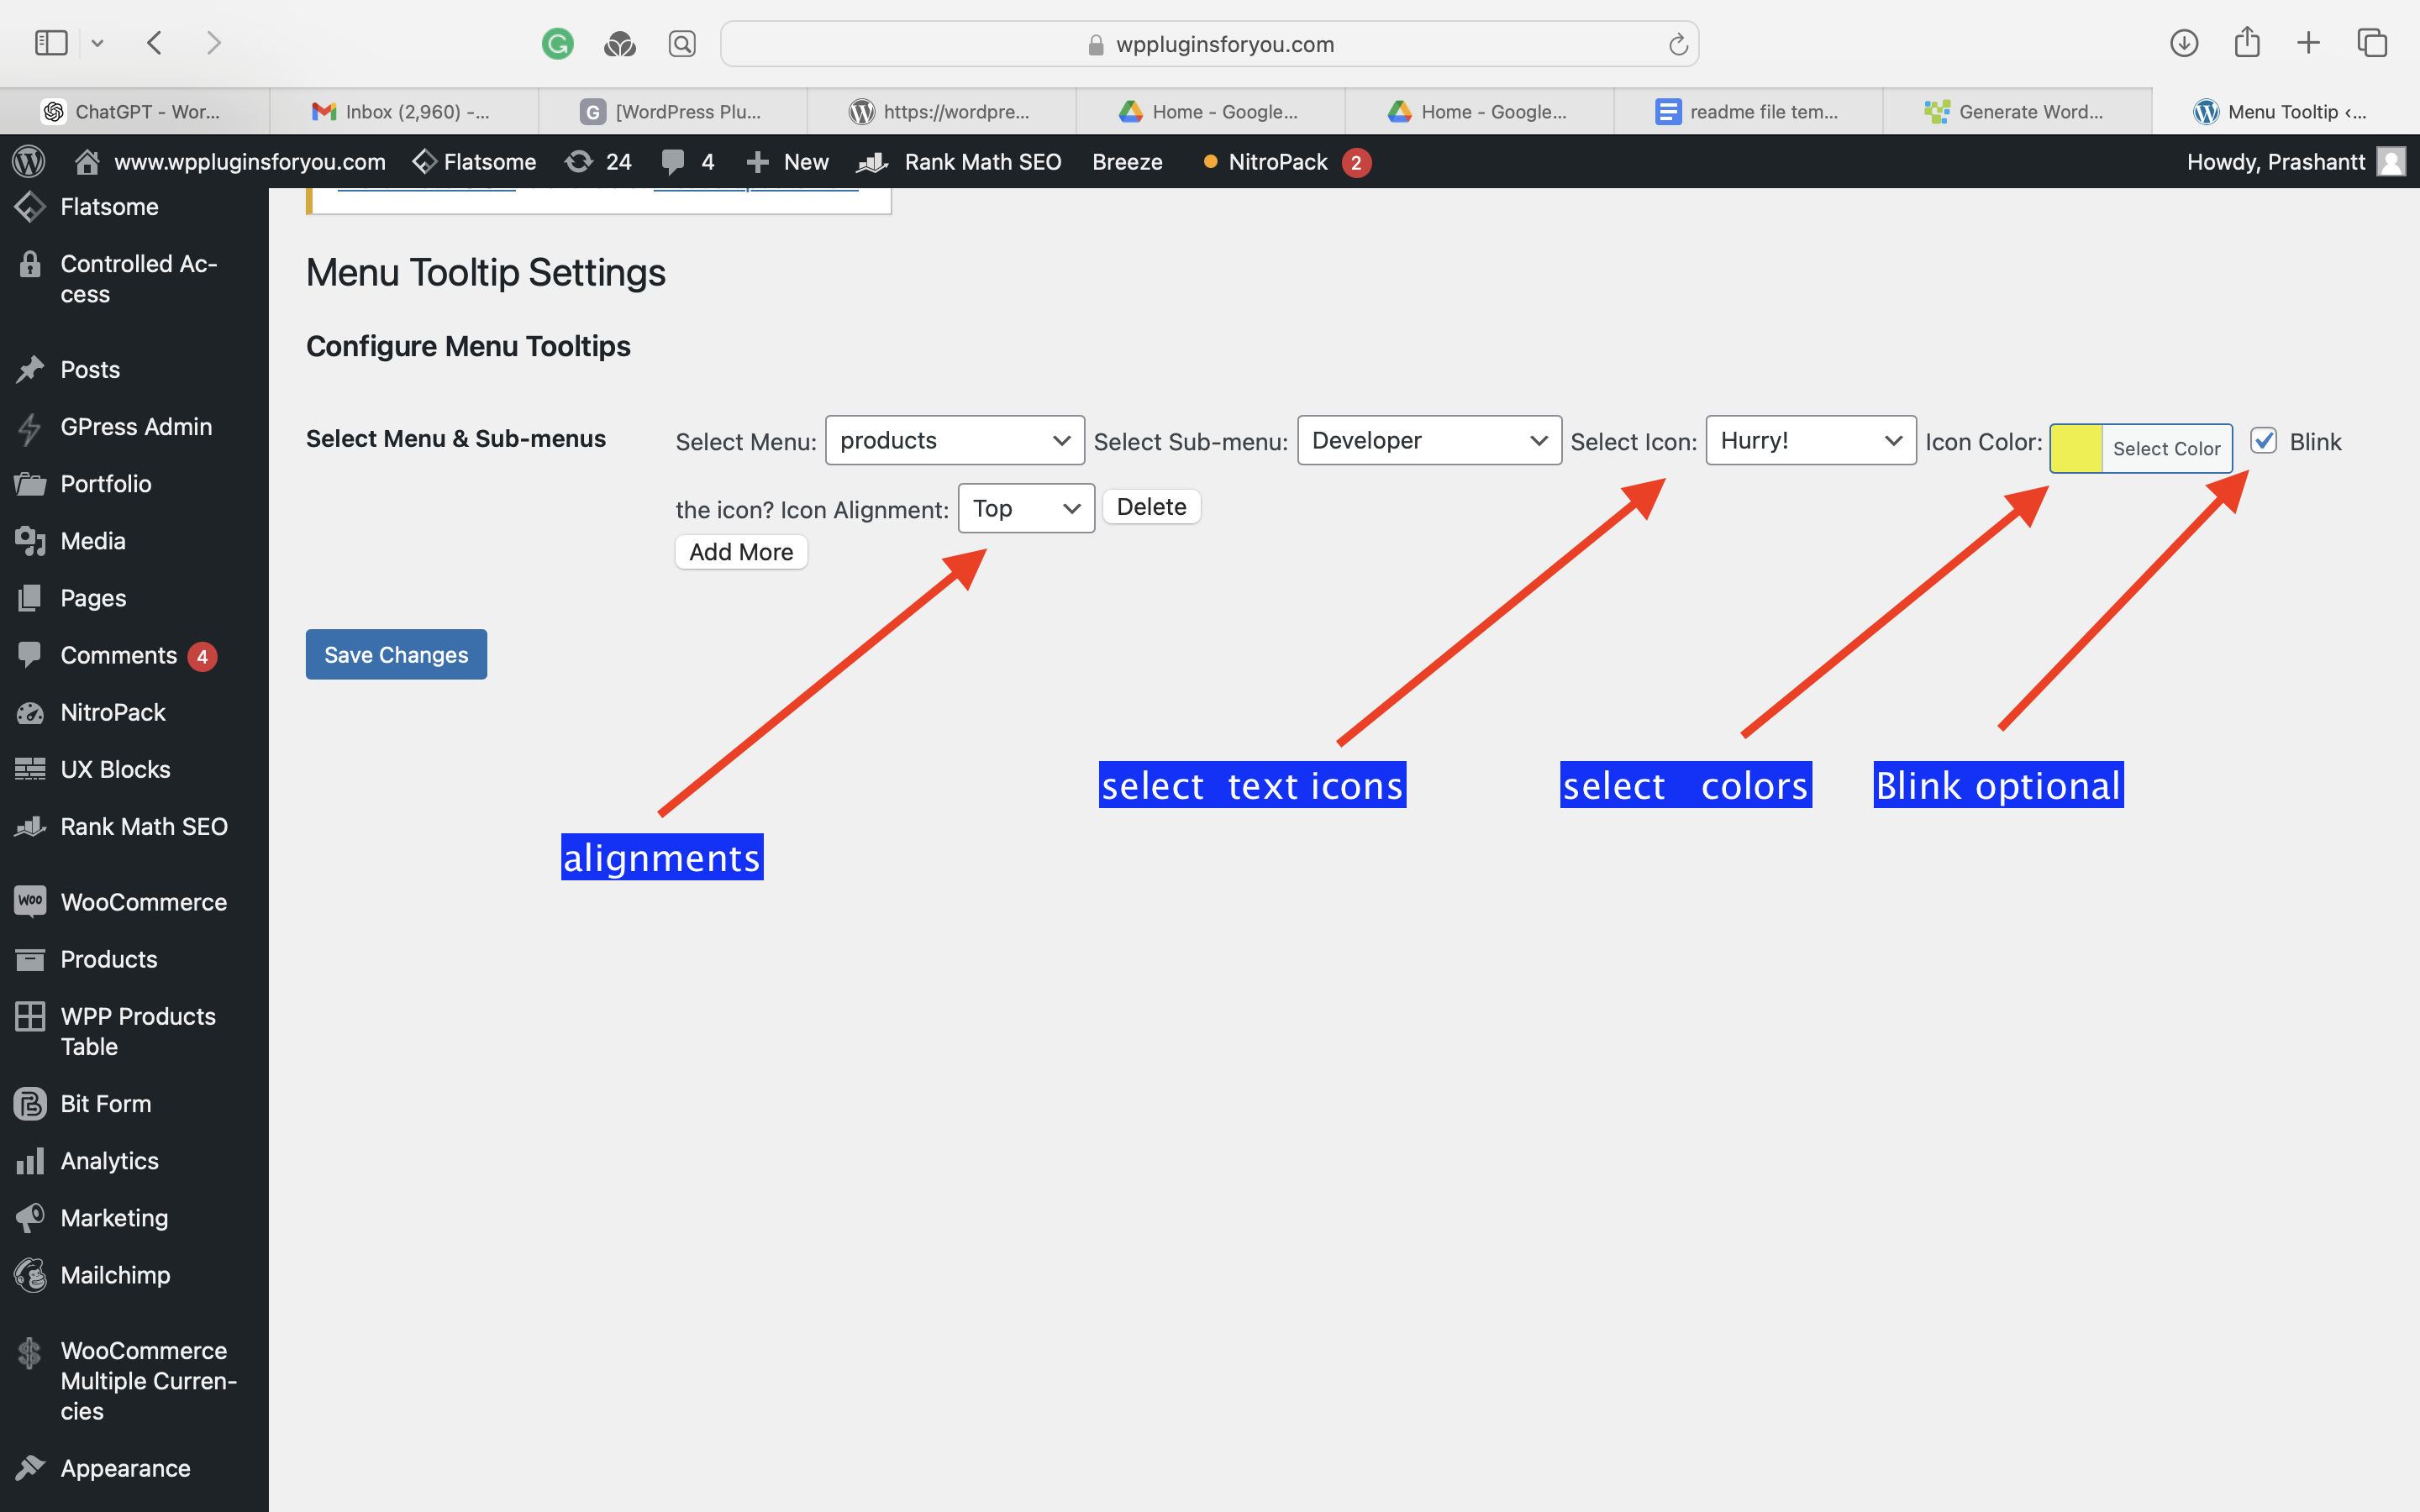 wppluginsforyou.com
ChatGPT - Wor...
Inbox (2,960) -...
[WordPress Plu...
https://wordpre...
Home - Google...
Home - Google...
readme file tem...
Generate Word...
Menu Tooltip <...
www.wppluginsforyou.com Flatsome 24 4 New Rank Math SEO Breeze NitroPack 2 Howdy, Prashantt
Flatsome
Controlled Ac-
cess
Posts
GPress Admin
Portfolio
Media
Pages
Comments 4
NitroPack
UX Blocks
Rank Math SEO
WooCommerce
Products
WPP Products
Table
Bit Form
Analytics
Marketing
Mailchimp
WooCommerce
Multiple Curren-
cies
Appearance
Menu Tooltip Settings
Configure Menu Tooltips
Select Menu & Sub-menus
Select Menu: products Select Sub-menu: Developer Select Icon: Hurry! Icon Color: Select Color Blink
the icon? Icon Alignment: Top Delete
Add More
Save Changes
select text icons
select colors
Blink optional
alignments